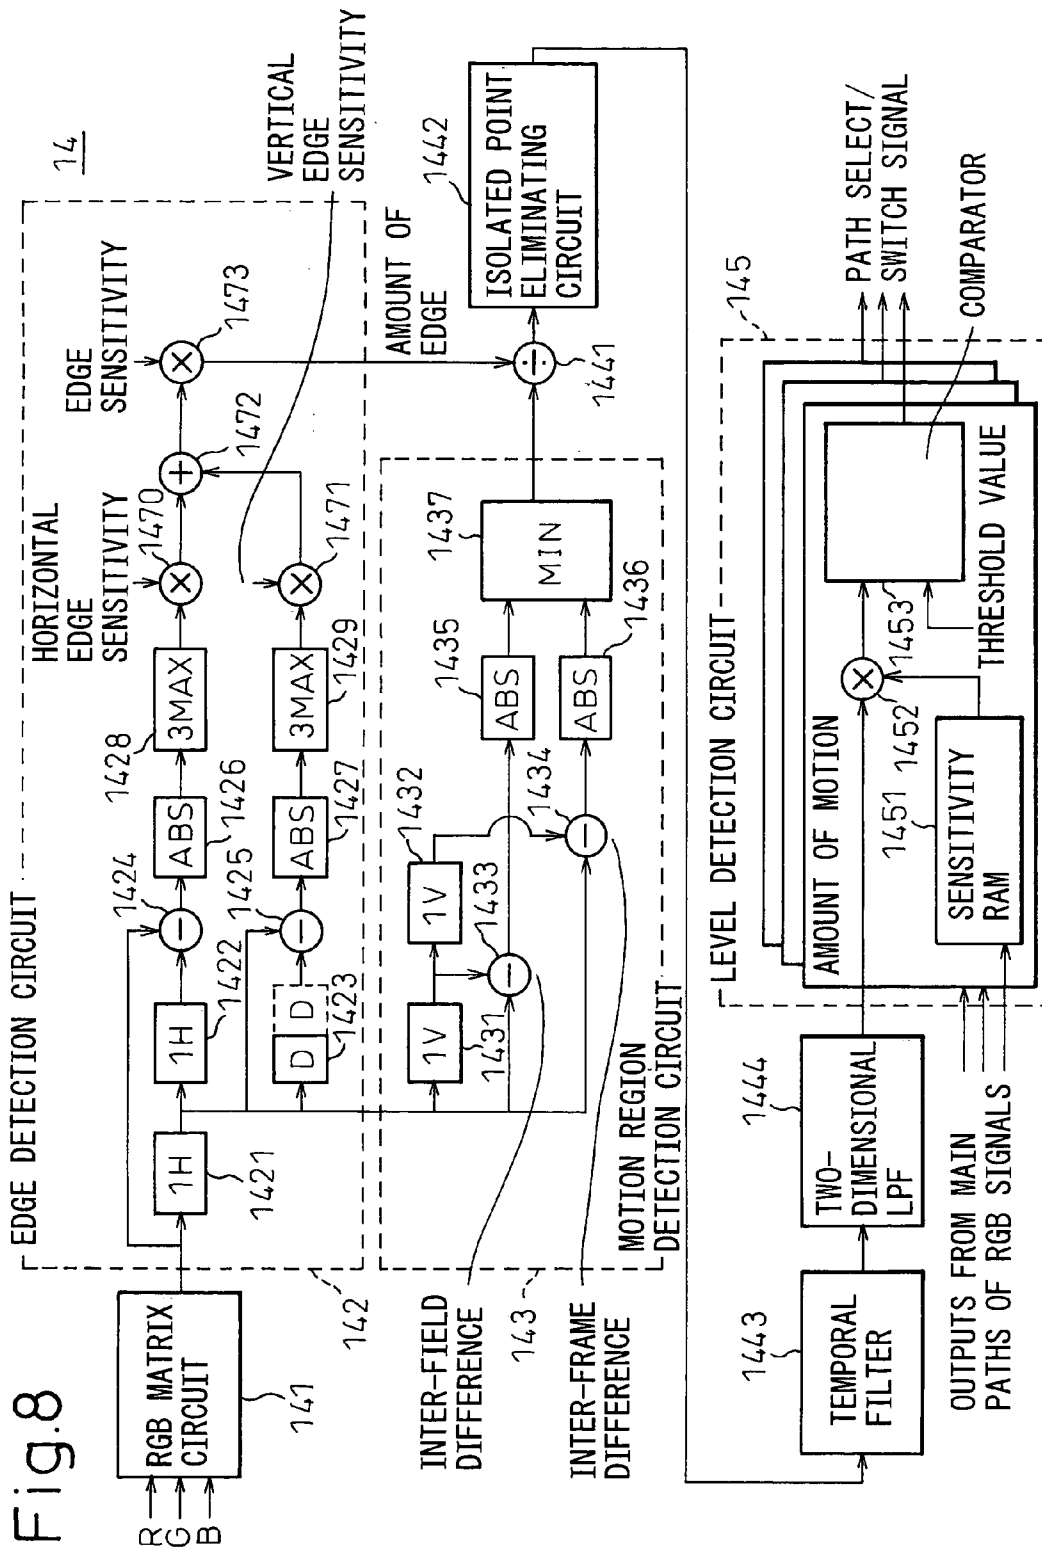 Fig.8
14
R
G
B
RGB MATRIX
CIRCUIT
141
EDGE DETECTION CIRCUIT
142
1H
1421
1H
1422
D
D
1423
−
1424
−
1425
ABS
1426
ABS
1427
3MAX
1428
3MAX
1429
HORIZONTAL
EDGE
SENSITIVITY
×
1470
×
1471
+
1472
EDGE
SENSITIVITY
×
1473
VERTICAL
EDGE
SENSITIVITY
AMOUNT OF
EDGE
MOTION REGION
DETECTION CIRCUIT
143
INTER-FIELD
DIFFERENCE
INTER-FRAME
DIFFERENCE
1V
1431
1V
1432
−
1433
−
1434
ABS
1435
ABS
1436
MIN
1437
÷
1441
ISOLATED POINT
ELIMINATING
CIRCUIT
1442
TEMPORAL
FILTER
1443
TWO-
DIMENSIONAL
LPF
1444
OUTPUTS FROM MAIN
PATHS OF RGB SIGNALS
LEVEL DETECTION CIRCUIT
145
AMOUNT OF MOTION
SENSITIVITY
RAM
1451
×
1452
1453
THRESHOLD VALUE
COMPARATOR
PATH SELECT/
SWITCH SIGNAL